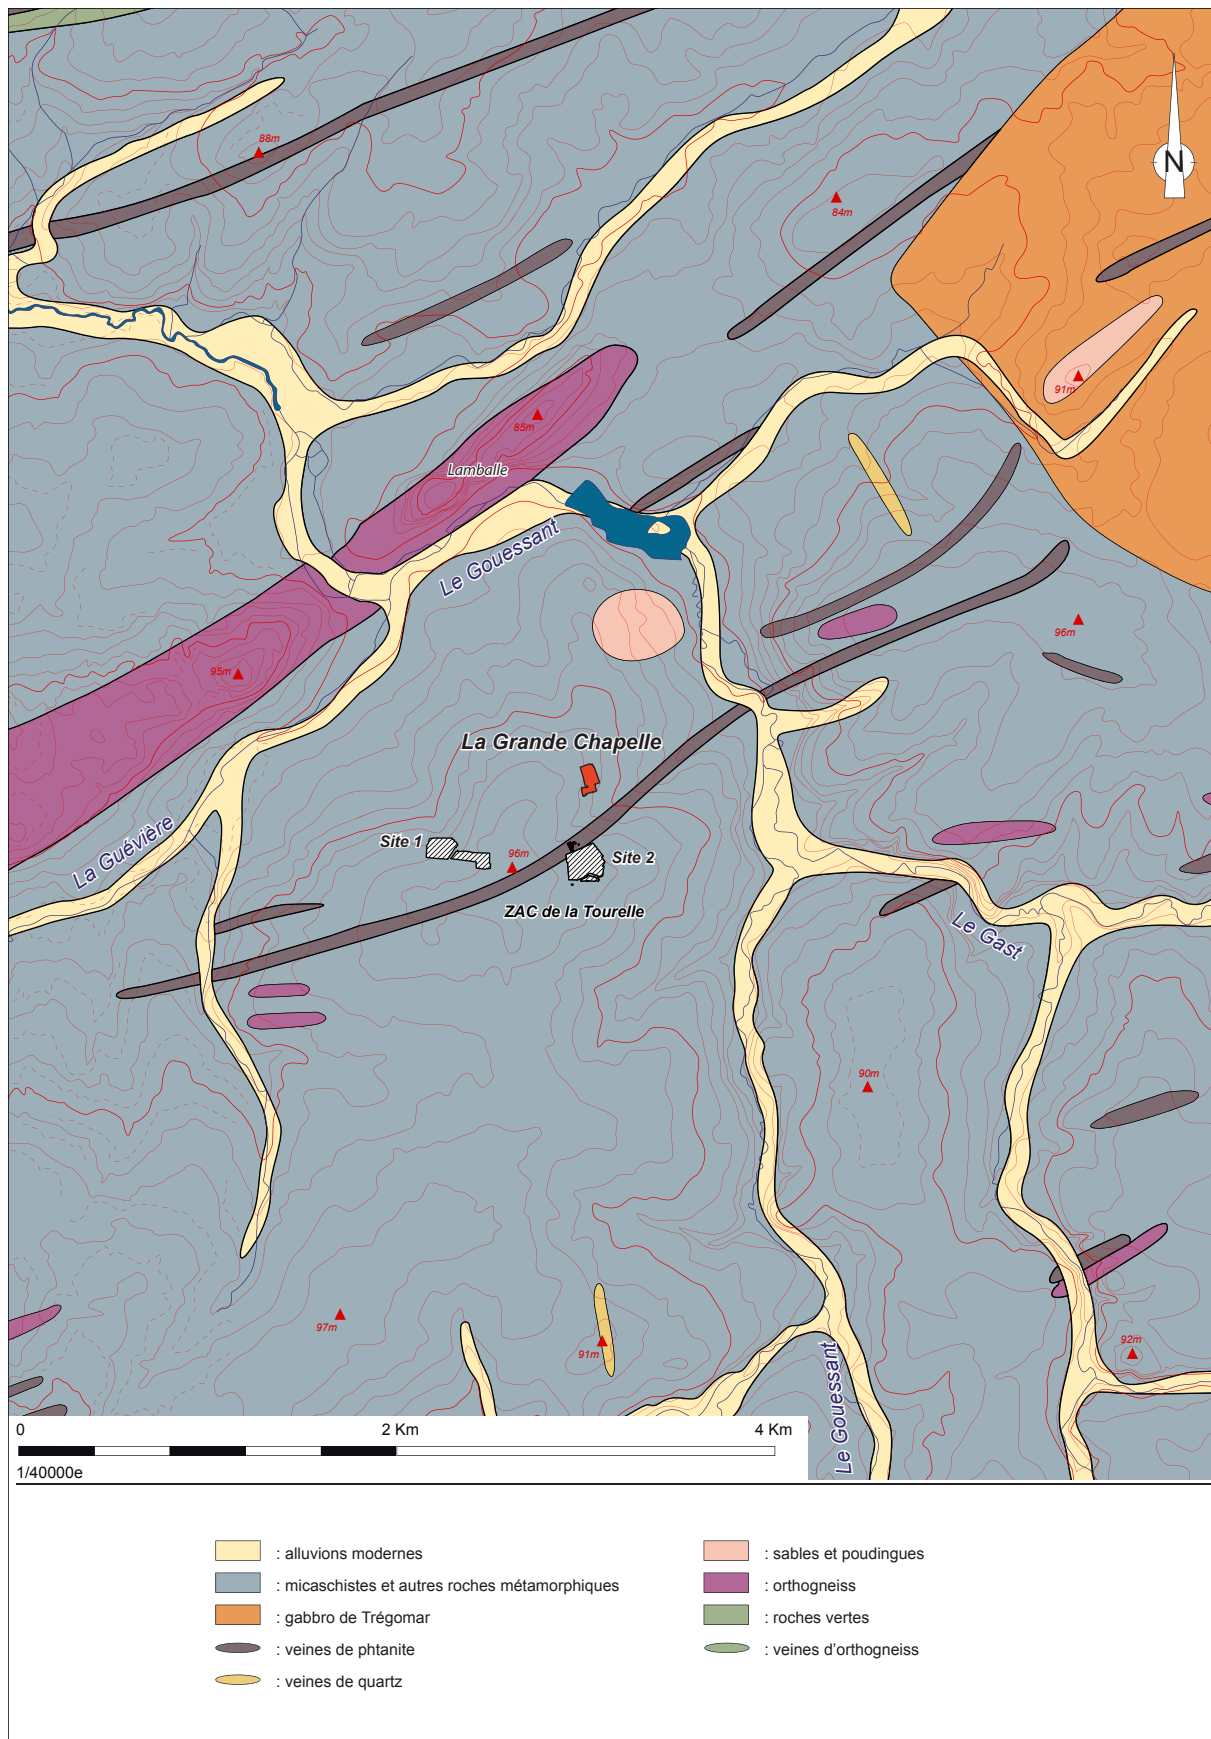 N
88m
84m
91m
85m
Lamballe
Le Gouessant
96m
95m
La Grande Chapelle
La Guévière
Site 1
96m
Site 2
ZAC de la Tourelle
Le Gast
90m
97m
91m
92m
Le Gouessant
0 2 Km 4 Km
1/40000e
: alluvions modernes
: micaschistes et autres roches métamorphiques
: gabbro de Trégomar
: veines de phtanite
: veines de quartz
: sables et poudingues
: orthogneiss
: roches vertes
: veines d'orthogneiss